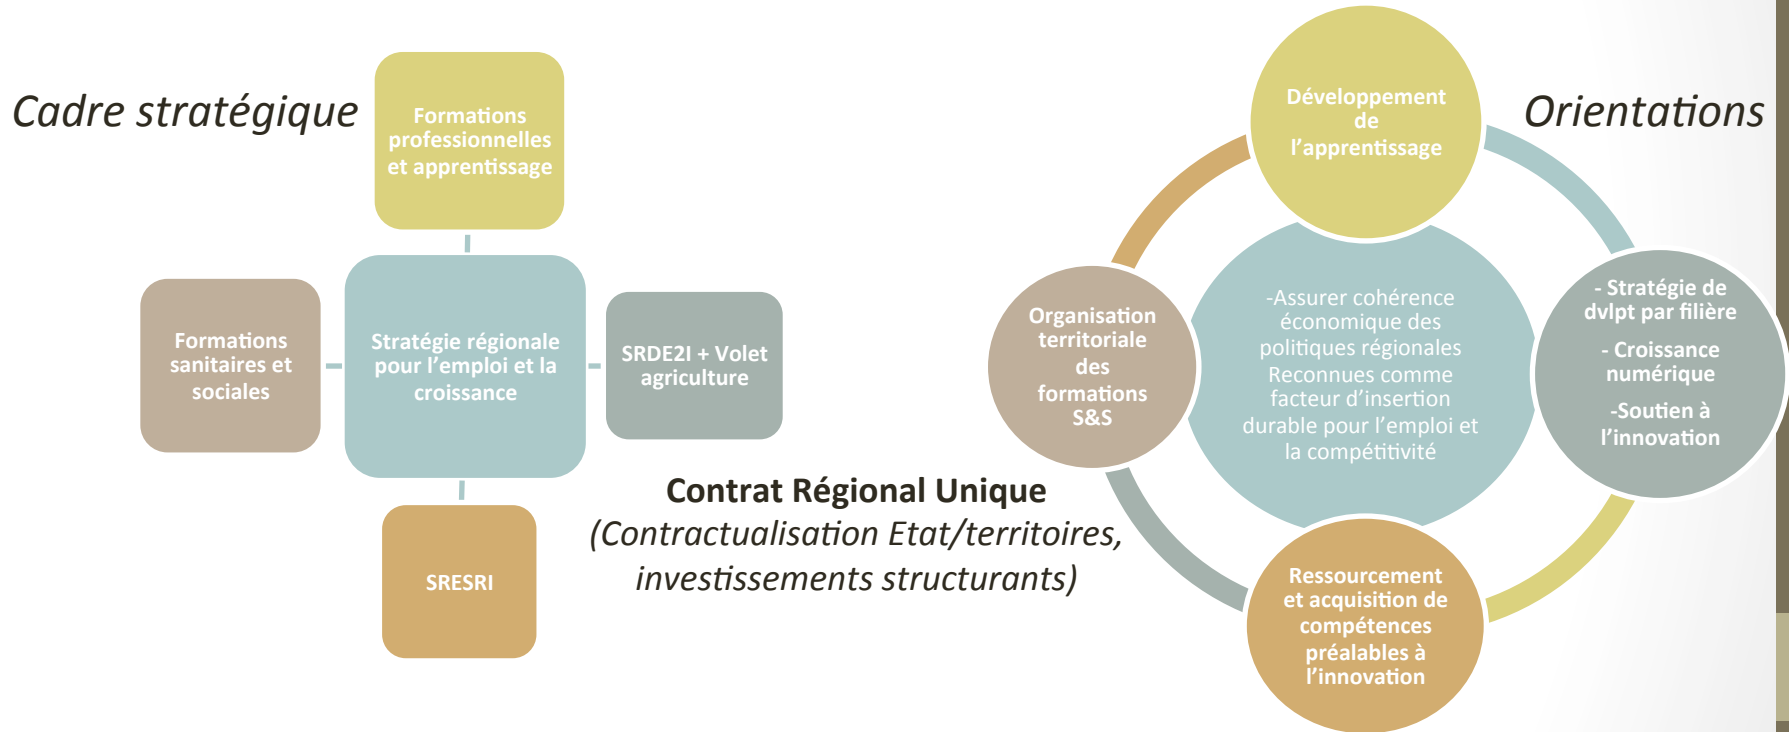 Cadre stratégique
Formations
professionnelles
et apprentissage
Formations
sanitaires et
sociales
Stratégie régionale
pour l’emploi et la
croissance
SRDE2I + Volet
agriculture
SRESRI
Contrat Régional Unique
(Contractualisation Etat/territoires,
investissements structurants)
Orientations
Développement
de
l’apprentissage
Organisation
territoriale
des
formations
S&S
-Assurer cohérence
économique des
politiques régionales
Reconnues comme
facteur d’insertion
durable pour l’emploi et
la compétitivité
- Stratégie de
dvlpt par filière
- Croissance
numérique
-Soutien à
l’innovation
Ressourcement
et acquisition de
compétences
préalables à
l’innovation